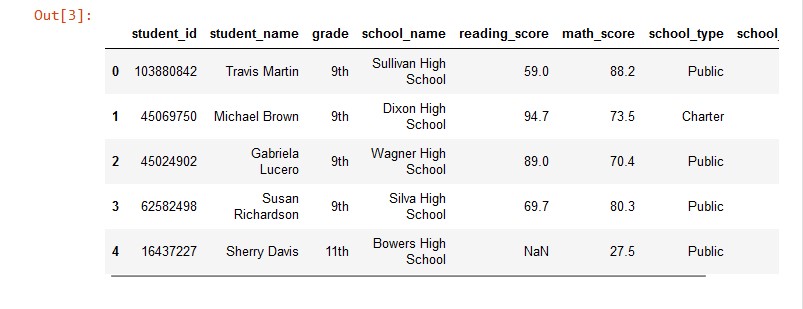 Out[3]:
student_id student_name grade school_name reading_score math_score school_type school_
0 103880842 Travis Martin 9th Sullivan High School 59.0 88.2 Public
1 45069750 Michael Brown 9th Dixon High School 94.7 73.5 Charter
2 45024902 Gabriela Lucero 9th Wagner High School 89.0 70.4 Public
3 62582498 Susan Richardson 9th Silva High School 69.7 80.3 Public
4 16437227 Sherry Davis 11th Bowers High School NaN 27.5 Public